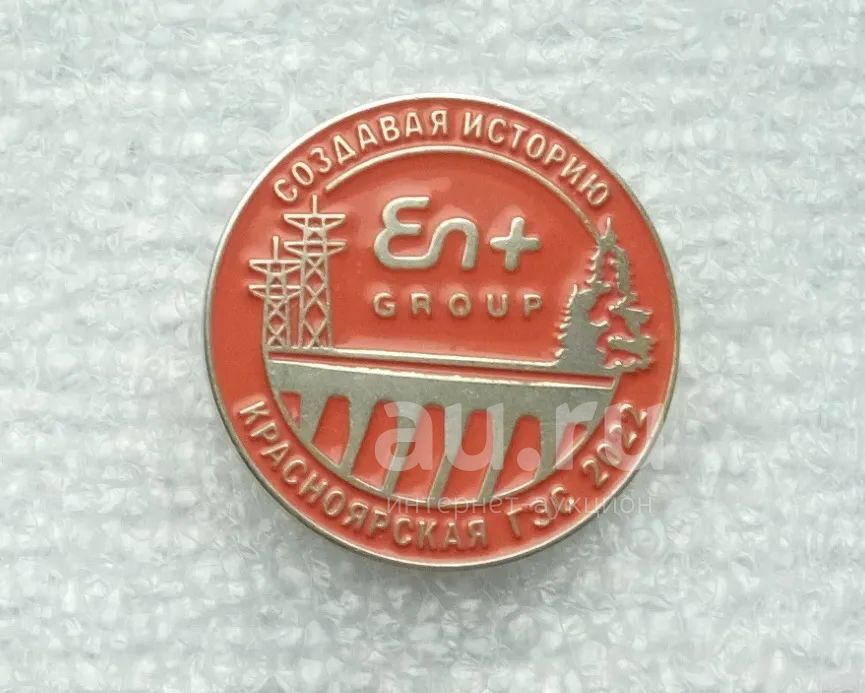 СОЗДАВАЯ ИСТОРИЮ
En+
GROUP
КРАСНОЯРСКАЯ ГЭС 2022
au.ru
интернет-аукцион